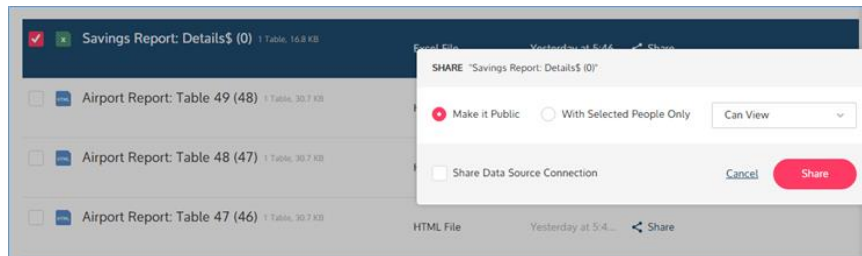 Savings Report: Details$ (0) 1 Table, 16.8 KB
Excel File Yesterday at 5:46 Share
SHARE "Savings Report: Details$ (0)"
Airport Report: Table 49 (48) 1 Table, 30.7 KB
Make it Public With Selected People Only Can View
Airport Report: Table 48 (47) 1 Table, 30.7 KB
Share Data Source Connection Cancel Share
Airport Report: Table 47 (46) 1 Table, 30.7 KB
HTML File Yesterday at 5:4... Share